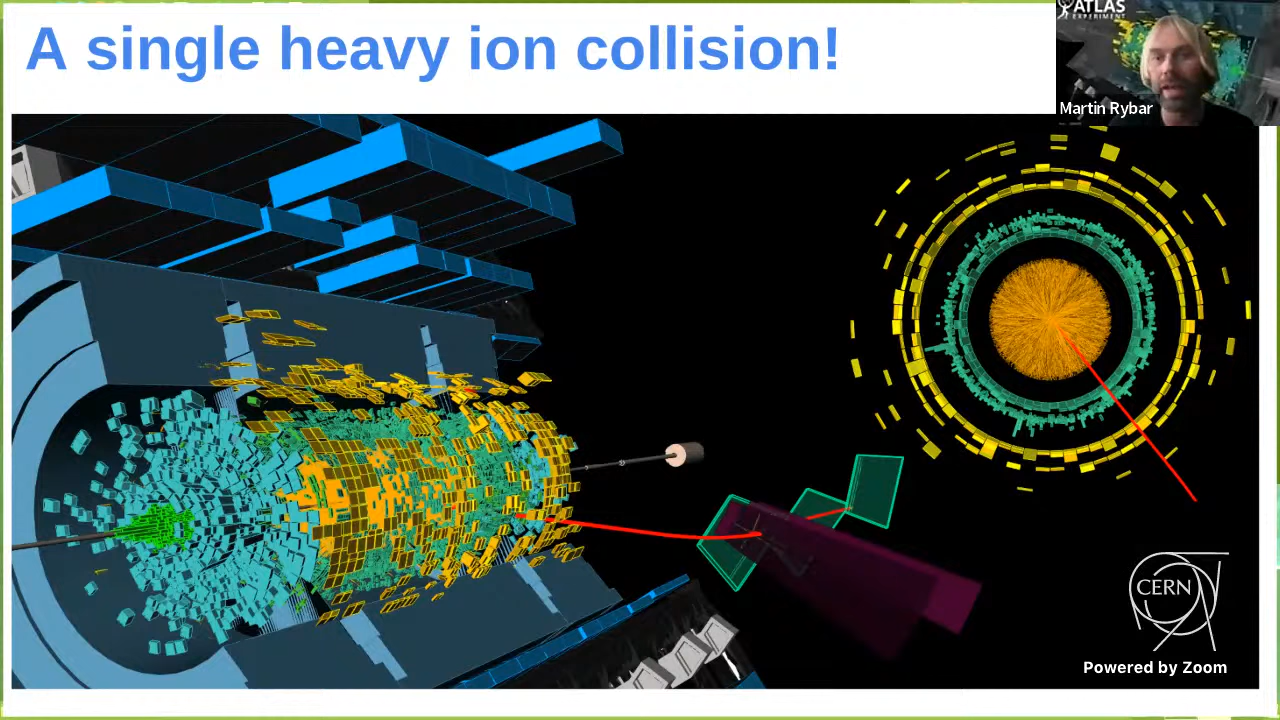 A single heavy ion collision!
ATLAS
EXPERIMENT
Martin Rybar
CERN
Powered by Zoom